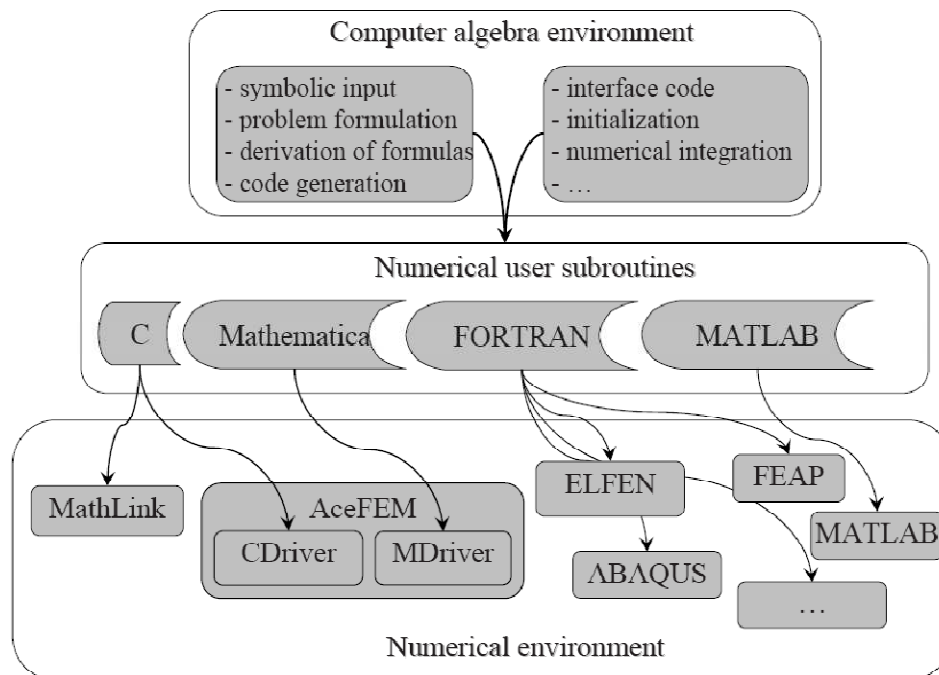 Computer algebra environment
- symbolic input
- problem formulation
- derivation of formulas
- code generation
- interface code
- initialization
- numerical integration
- …
Numerical user subroutines
C
Mathematica
FORTRAN
MATLAB
MathLink
AceFEM
CDriver
MDriver
ELFEN
ABAQUS
FEAP
MATLAB
…
Numerical environment